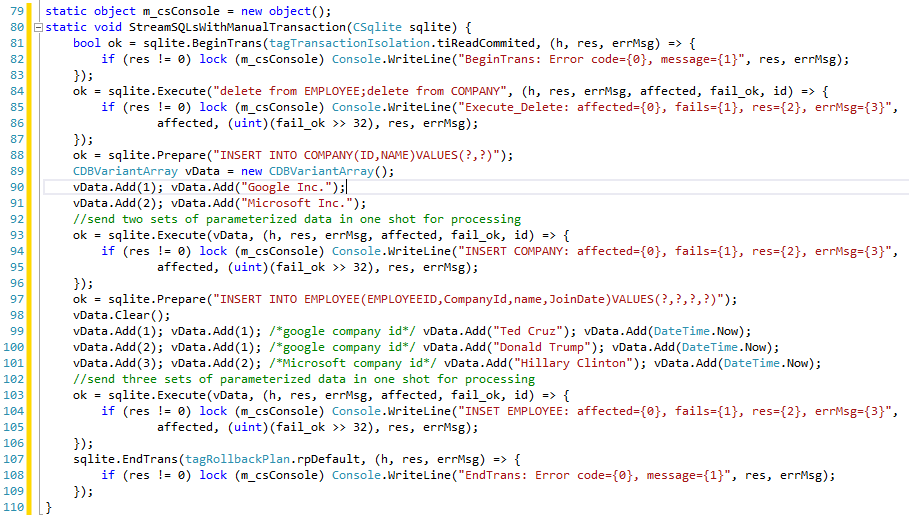 79 static object m_csConsole = new object();
80 static void StreamSQLsWithManualTransaction(CSqlite sqlite) {
81     bool ok = sqlite.BeginTrans(tagTransactionIsolation.tiReadCommited, (h, res, errMsg) => {
82         if (res != 0) lock (m_csConsole) Console.WriteLine("BeginTrans: Error code={0}, message={1}", res, errMsg);
83     });
84     ok = sqlite.Execute("delete from EMPLOYEE;delete from COMPANY", (h, res, errMsg, affected, fail_ok, id) => {
85         if (res != 0) lock (m_csConsole) Console.WriteLine("Execute_Delete: affected={0}, fails={1}, res={2}, errMsg={3}",
86                 affected, (uint)(fail_ok >> 32), res, errMsg);
87     });
88     ok = sqlite.Prepare("INSERT INTO COMPANY(ID,NAME)VALUES(?,?)");
89     CDBVariantArray vData = new CDBVariantArray();
90     vData.Add(1); vData.Add("Google Inc.");
91     vData.Add(2); vData.Add("Microsoft Inc.");
92     //send two sets of parameterized data in one shot for processing
93     ok = sqlite.Execute(vData, (h, res, errMsg, affected, fail_ok, id) => {
94         if (res != 0) lock (m_csConsole) Console.WriteLine("INSERT COMPANY: affected={0}, fails={1}, res={2}, errMsg={3}",
95                 affected, (uint)(fail_ok >> 32), res, errMsg);
96     });
97     ok = sqlite.Prepare("INSERT INTO EMPLOYEE(EMPLOYEEID,CompanyId,name,JoinDate)VALUES(?,?,?,?)");
98     vData.Clear();
99     vData.Add(1); vData.Add(1); /*google company id*/ vData.Add("Ted Cruz"); vData.Add(DateTime.Now);
100     vData.Add(2); vData.Add(1); /*google company id*/ vData.Add("Donald Trump"); vData.Add(DateTime.Now);
101     vData.Add(3); vData.Add(2); /*Microsoft company id*/ vData.Add("Hillary Clinton"); vData.Add(DateTime.Now);
102     //send three sets of parameterized data in one shot for processing
103     ok = sqlite.Execute(vData, (h, res, errMsg, affected, fail_ok, id) => {
104         if (res != 0) lock (m_csConsole) Console.WriteLine("INSET EMPLOYEE: affected={0}, fails={1}, res={2}, errMsg={3}",
105                 affected, (uint)(fail_ok >> 32), res, errMsg);
106     });
107     sqlite.EndTrans(tagRollbackPlan.rpDefault, (h, res, errMsg) => {
108         if (res != 0) lock (m_csConsole) Console.WriteLine("EndTrans: Error code={0}, message={1}", res, errMsg);
109     });
110 }